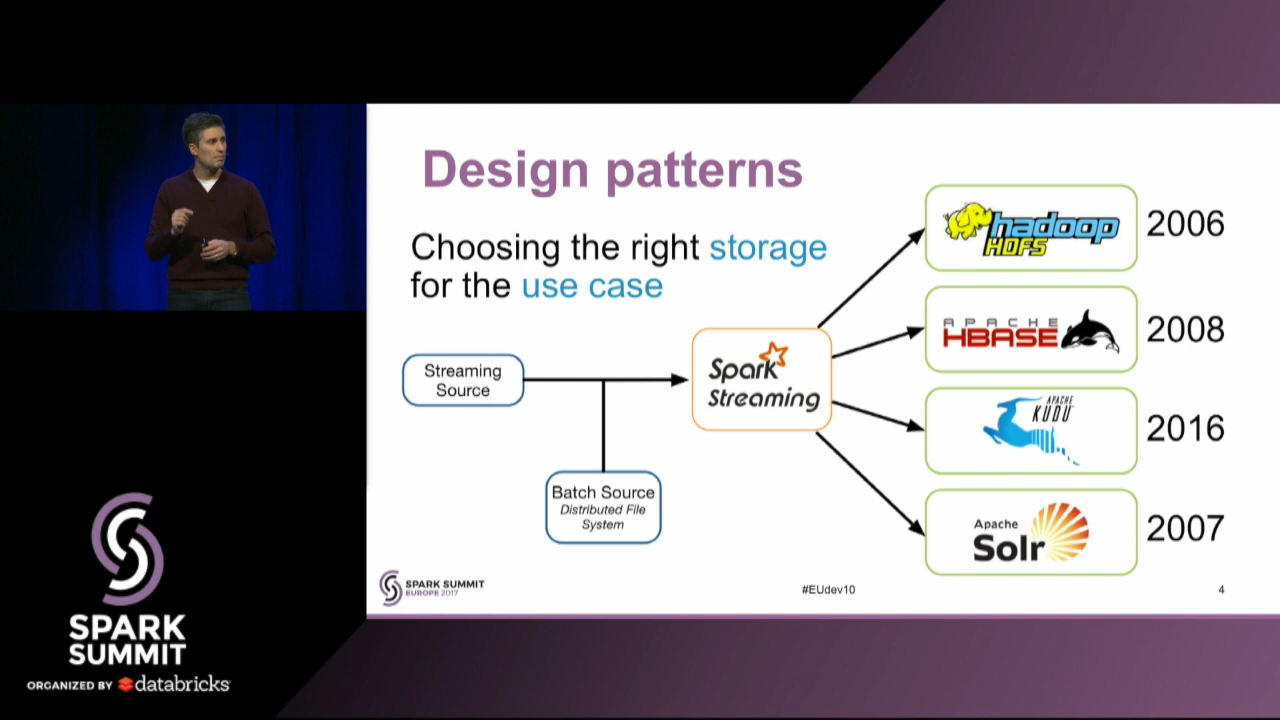 Design patterns
Choosing the right storage
for the use case
Streaming
Source
Batch Source
Distributed File
System
Spark
Streaming
hadoop
HDFS
2006
APACHE
HBASE
2008
APACHE
KUDU
2016
Apache
Solr
2007
SPARK SUMMIT
EUROPE 2017
#EUdev10
4
SPARK
SUMMIT
ORGANIZED BY databricks